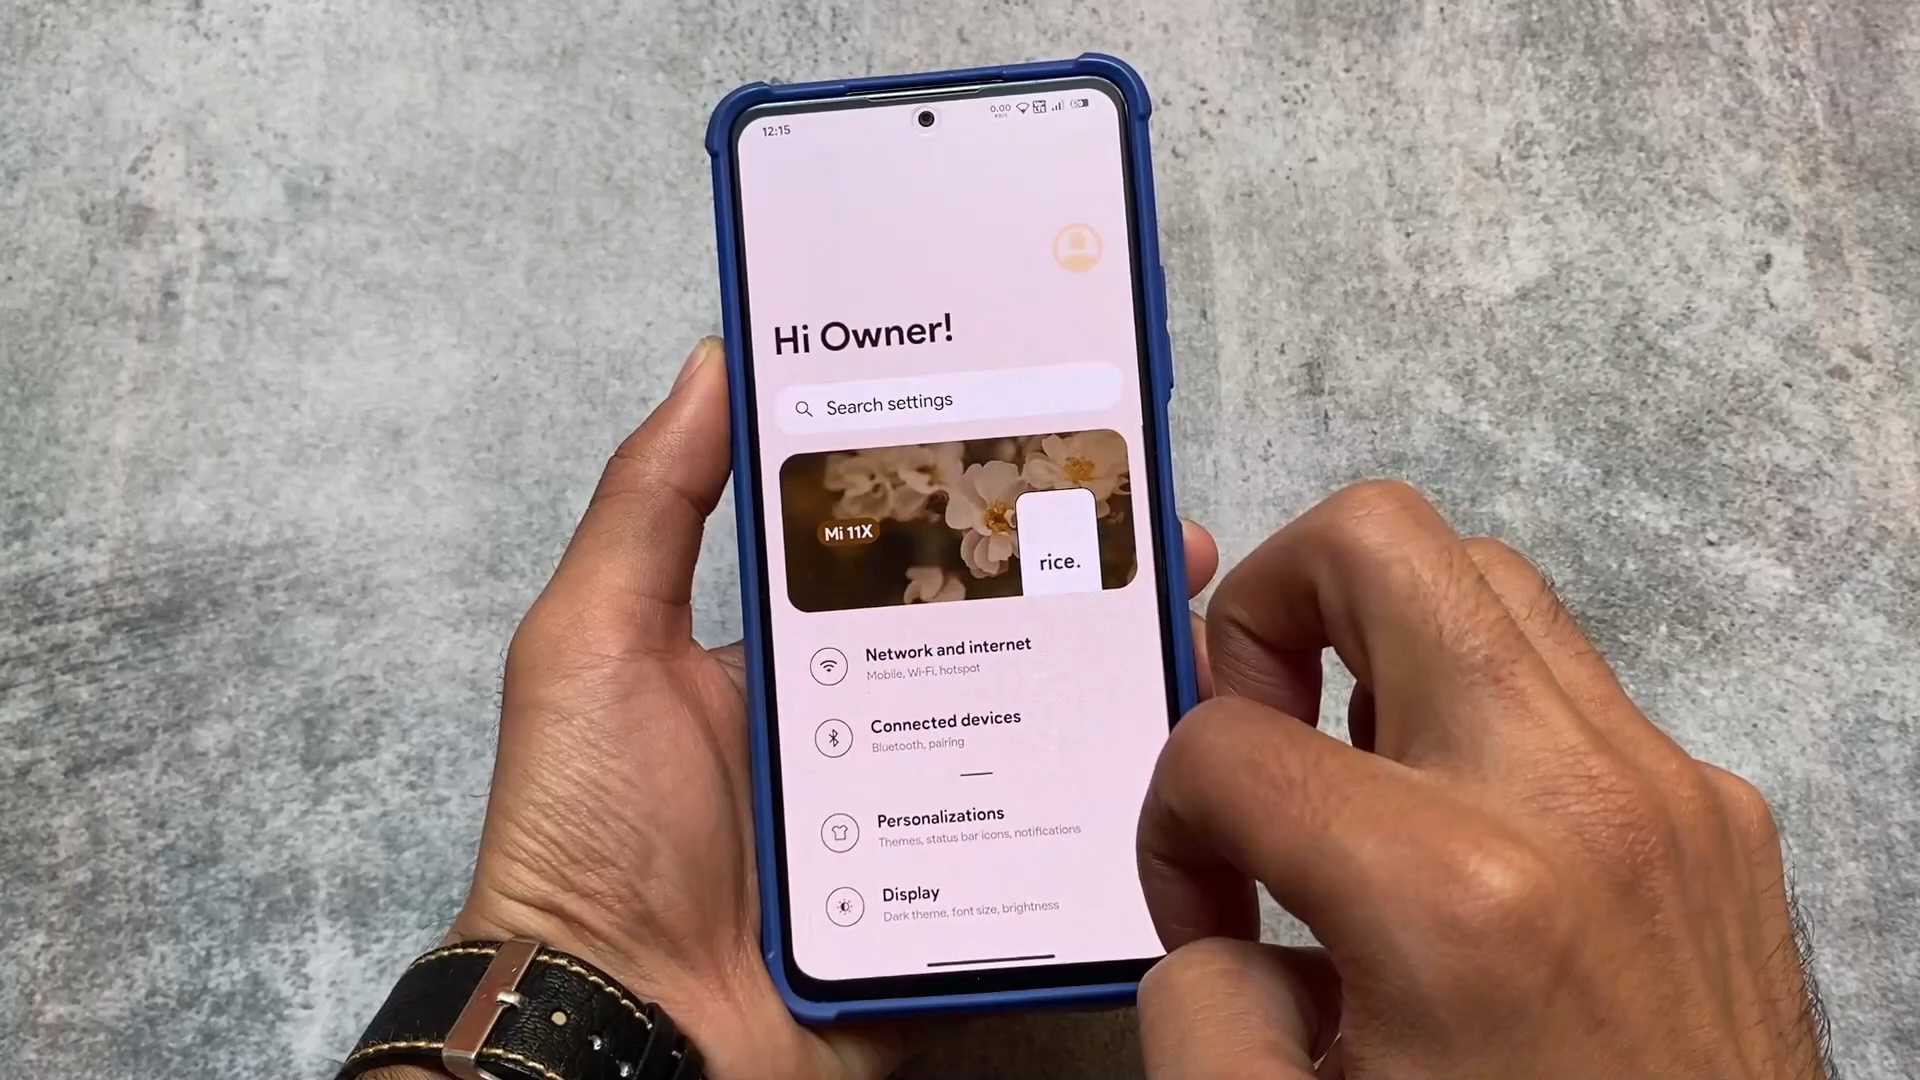 12:15
0.00
Hi Owner!
Search settings
Mi 11X
rice.
Network and internet
Mobile, Wi-Fi, hotspot
Connected devices
Bluetooth, pairing
Personalizations
Themes, status bar icons, notifications
Display
Dark theme, font size, brightness